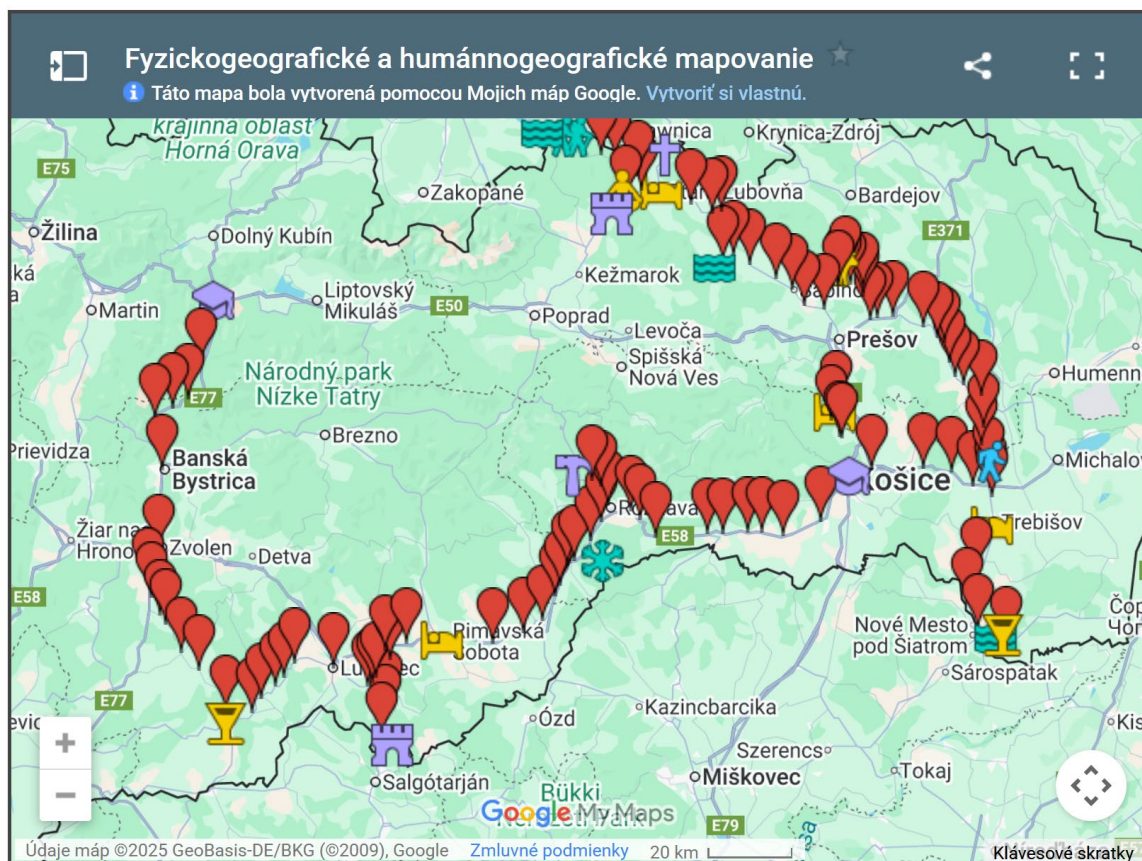 Fyzickogeografické a humánnogeografické mapovanie
Táto mapa bola vytvorená pomocou Mojich máp Google. Vytvoriť si vlastnú.
krajinná oblasť
Horná Orava
Krynica-Zdrój
E75
Zakopané
Ľubovňa
Bardejov
Žilina
Dolný Kubín
E371
Kežmarok
Martin
Liptovský
Mikuláš
E50
Poprad
Levoča
Prešov
Spišská
Nová Ves
Národný park
Nízke Tatry
E77
Prievidza
Brezno
Banská
Bystrica
Košice
Žiar
Zvolen
Detva
E58
Trebišov
E58
Rimavská
Sobota
Nové Mesto
pod Šiatrom
Sárospatak
E77
Ózd
Kazincbarcika
Szerencs
Salgótarján
Miškovec
Tokaj
Bükki
Google My Maps
E79
Údaje máp ©2025 GeoBasis-DE/BKG (©2009), Google
Zmluvné podmienky
20 km
Klávesové skratky